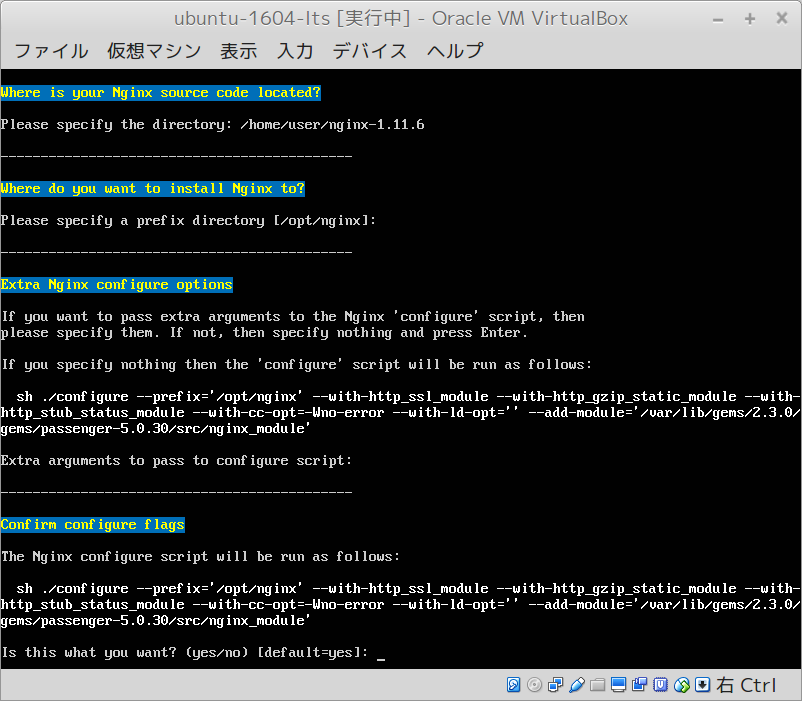 ubuntu-1604-lts [実行中] - Oracle VM VirtualBox
ファイル 仮想マシン 表示 入力 デバイス ヘルプ
Where is your Nginx source code located?
Please specify the directory: /home/user/nginx-1.11.6
--------------------------------------------
Where do you want to install Nginx to?
Please specify a prefix directory [/opt/nginx]:
--------------------------------------------
Extra Nginx configure options
If you want to pass extra arguments to the Nginx 'configure' script, then
please specify them. If not, then specify nothing and press Enter.
If you specify nothing then the 'configure' script will be run as follows:
sh ./configure --prefix='/opt/nginx' --with-http_ssl_module --with-http_gzip_static_module --with-
http_stub_status_module --with-cc-opt=-Wno-error --with-ld-opt='' --add-module='/var/lib/gems/2.3.0/
gems/passenger-5.0.30/src/nginx_module'
Extra arguments to pass to configure script:
--------------------------------------------
Confirm configure flags
The Nginx configure script will be run as follows:
sh ./configure --prefix='/opt/nginx' --with-http_ssl_module --with-http_gzip_static_module --with-
http_stub_status_module --with-cc-opt=-Wno-error --with-ld-opt='' --add-module='/var/lib/gems/2.3.0/
gems/passenger-5.0.30/src/nginx_module'
Is this what you want? (yes/no) [default=yes]: _
右 Ctrl